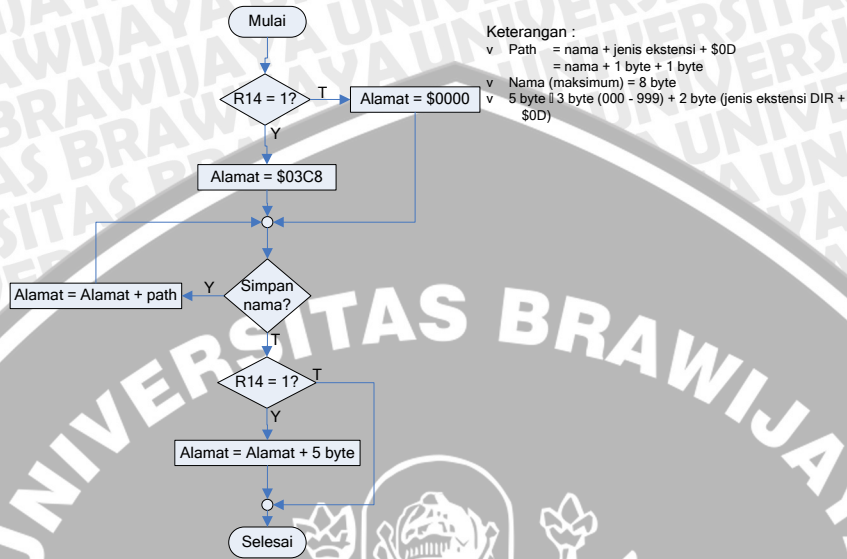 Mulai
Keterangan :
v Path = nama + jenis ekstensi + $0D
= nama + 1 byte + 1 byte
v Nama (maksimum) = 8 byte
v 5 byte 3 byte (000 - 999) + 2 byte (jenis ekstensi DIR +
$0D)
R14 = 1?
T
Alamat = $0000
Y
Alamat = $03C8
Simpan
nama?
Y
Alamat = Alamat + path
T
R14 = 1?
T
Y
Alamat = Alamat + 5 byte
Selesai
UNIVERSITAS BRAWIJAYA